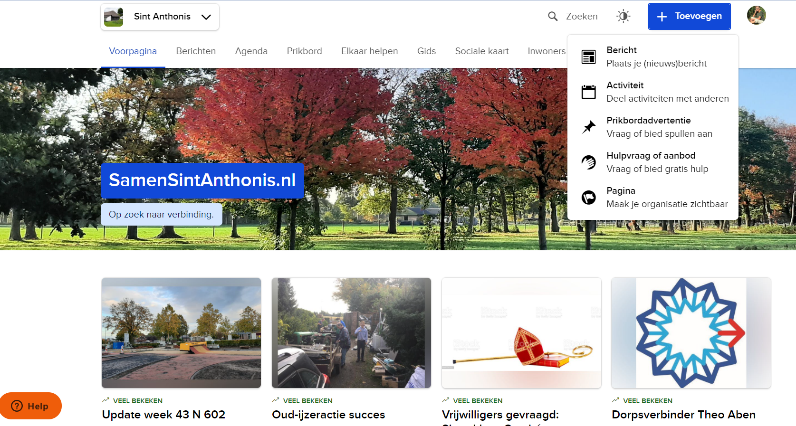 Sint Anthonis
Zoeken
Toevoegen
Voorpagina
Berichten
Agenda
Prikbord
Elkaar helpen
Gids
Sociale kaart
Inwoners
Bericht
Plaats je (nieuws)bericht
Activiteit
Deel activiteiten met anderen
Prikbordadvertentie
Vraag of bied spullen aan
Hulpvraag of aanbod
Vraag of bied gratis hulp
Pagina
Maak je organisatie zichtbaar
SamenSintAnthonis.nl
Op zoek naar verbinding.
VEEL BEKEKEN
Update week 43 N 602
VEEL BEKEKEN
Oud-ijzeractie succes
VEEL BEKEKEN
Vrijwilligers gevraagd:
VEEL BEKEKEN
Dorpsverbinder Theo Aben
Help